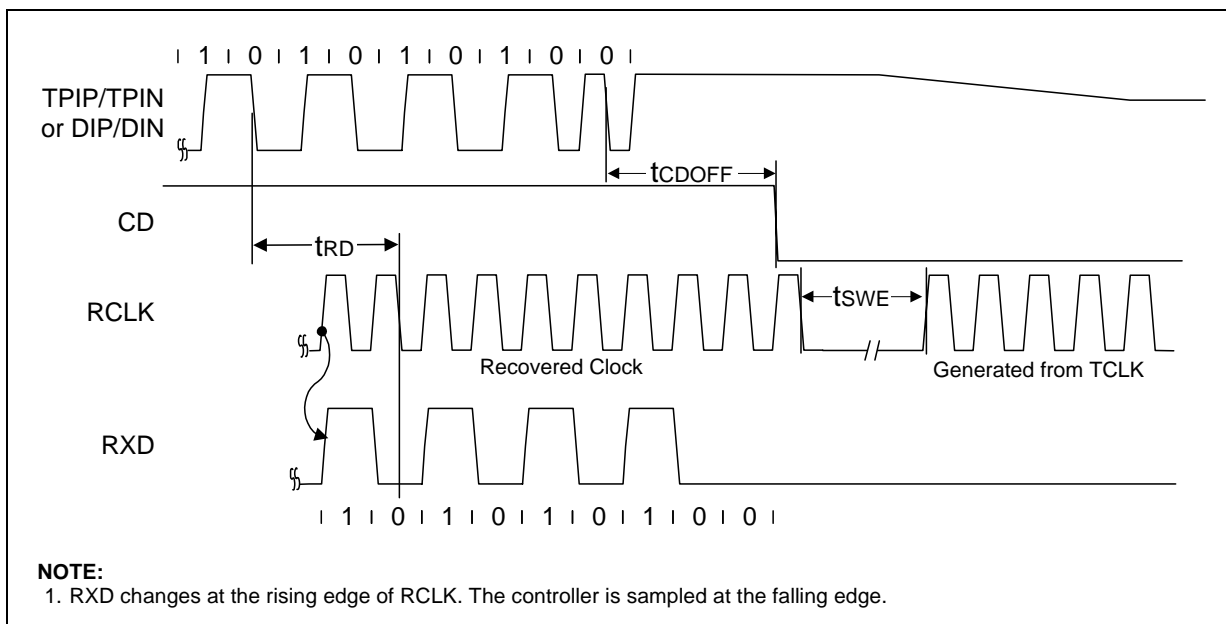 1 0 1 0 1 0 1 0 0
TPIP/TPIN
or DIP/DIN
tCDOFF
CD
tRD
RCLK
tSWE
Recovered Clock
Generated from TCLK
RXD
1 0 1 0 1 0 1 0 0
NOTE:
1. RXD changes at the rising edge of RCLK. The controller is sampled at the falling edge.